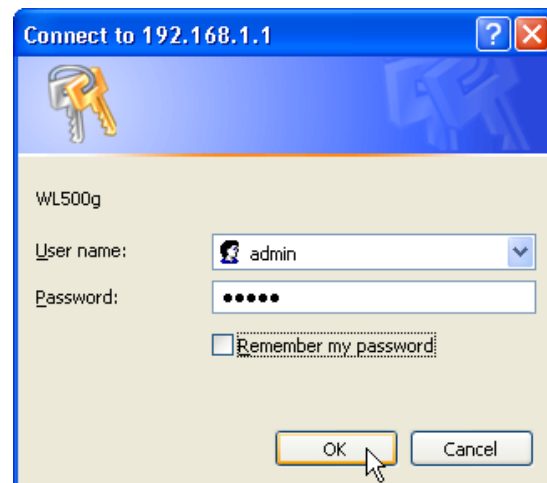 Connect to 192.168.1.1
WL500g
User name:
admin
Password:
•••••
Remember my password
OK
Cancel